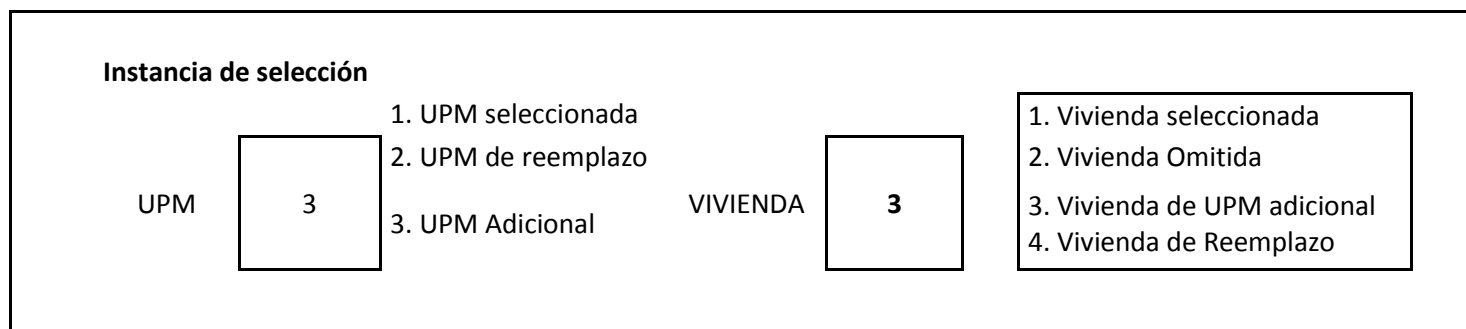 Instancia de selección
1. UPM seleccionada
2. UPM de reemplazo
UPM
3
3. UPM Adicional
VIVIENDA
3
1. Vivienda seleccionada
2. Vivienda Omitida
3. Vivienda de UPM adicional
4. Vivienda de Reemplazo